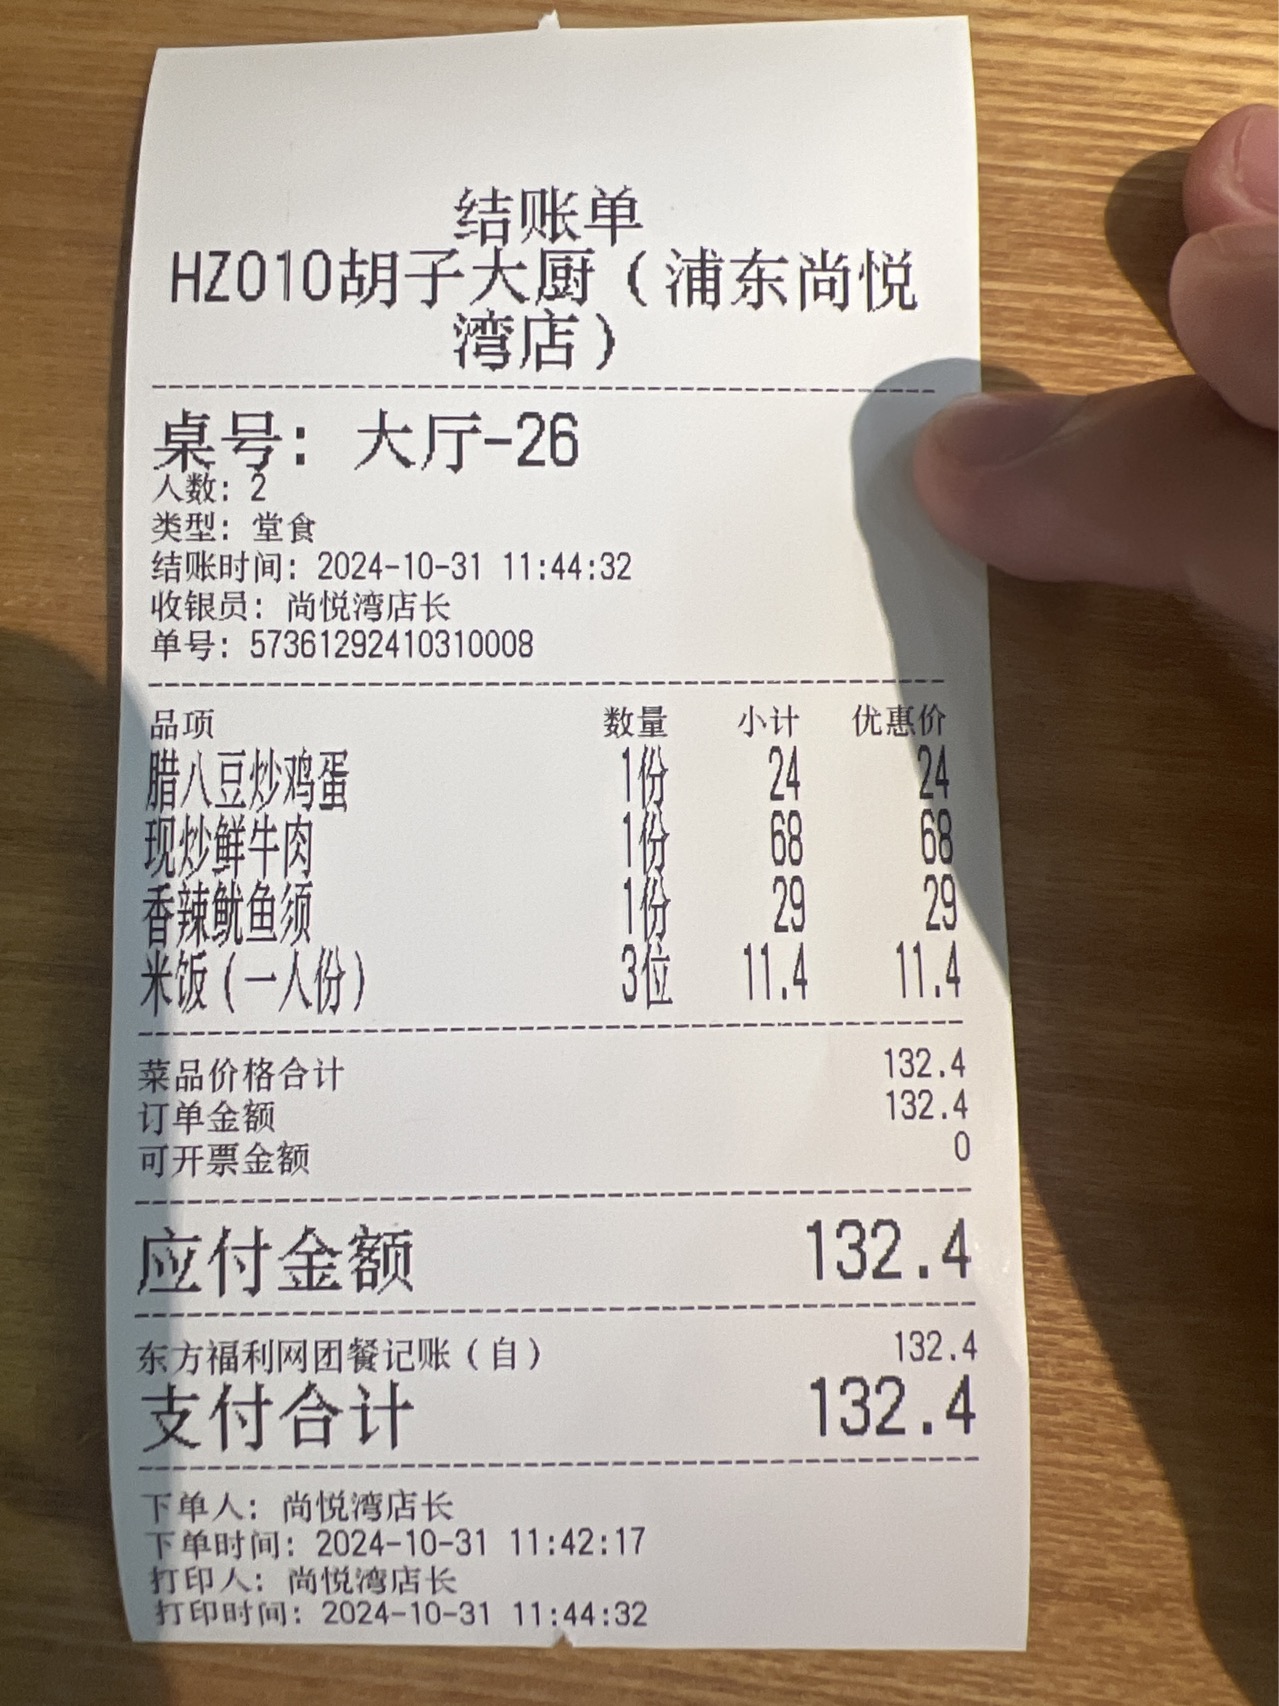 结账单
HZ010胡子大厨（浦东尚悦
湾店）
桌号：大厅-26
人数：2
类型：堂食
结账时间：2024-10-31 11:44:32
收银员：尚悦湾店长
单号：57361292410310008
品项 数量 小计 优惠价
腊八豆炒鸡蛋 1份 24 24
现炒鲜牛肉 1份 68 68
香辣鱿鱼须 1份 29 29
米饭（一人份） 3位 11.4 11.4
菜品价格合计 132.4
订单金额 132.4
可开票金额 0
应付金额 132.4
东方福利网团餐记账（自） 132.4
支付合计 132.4
下单人：尚悦湾店长
下单时间：2024-10-31 11:42:17
打印人：尚悦湾店长
打印时间：2024-10-31 11:44:32